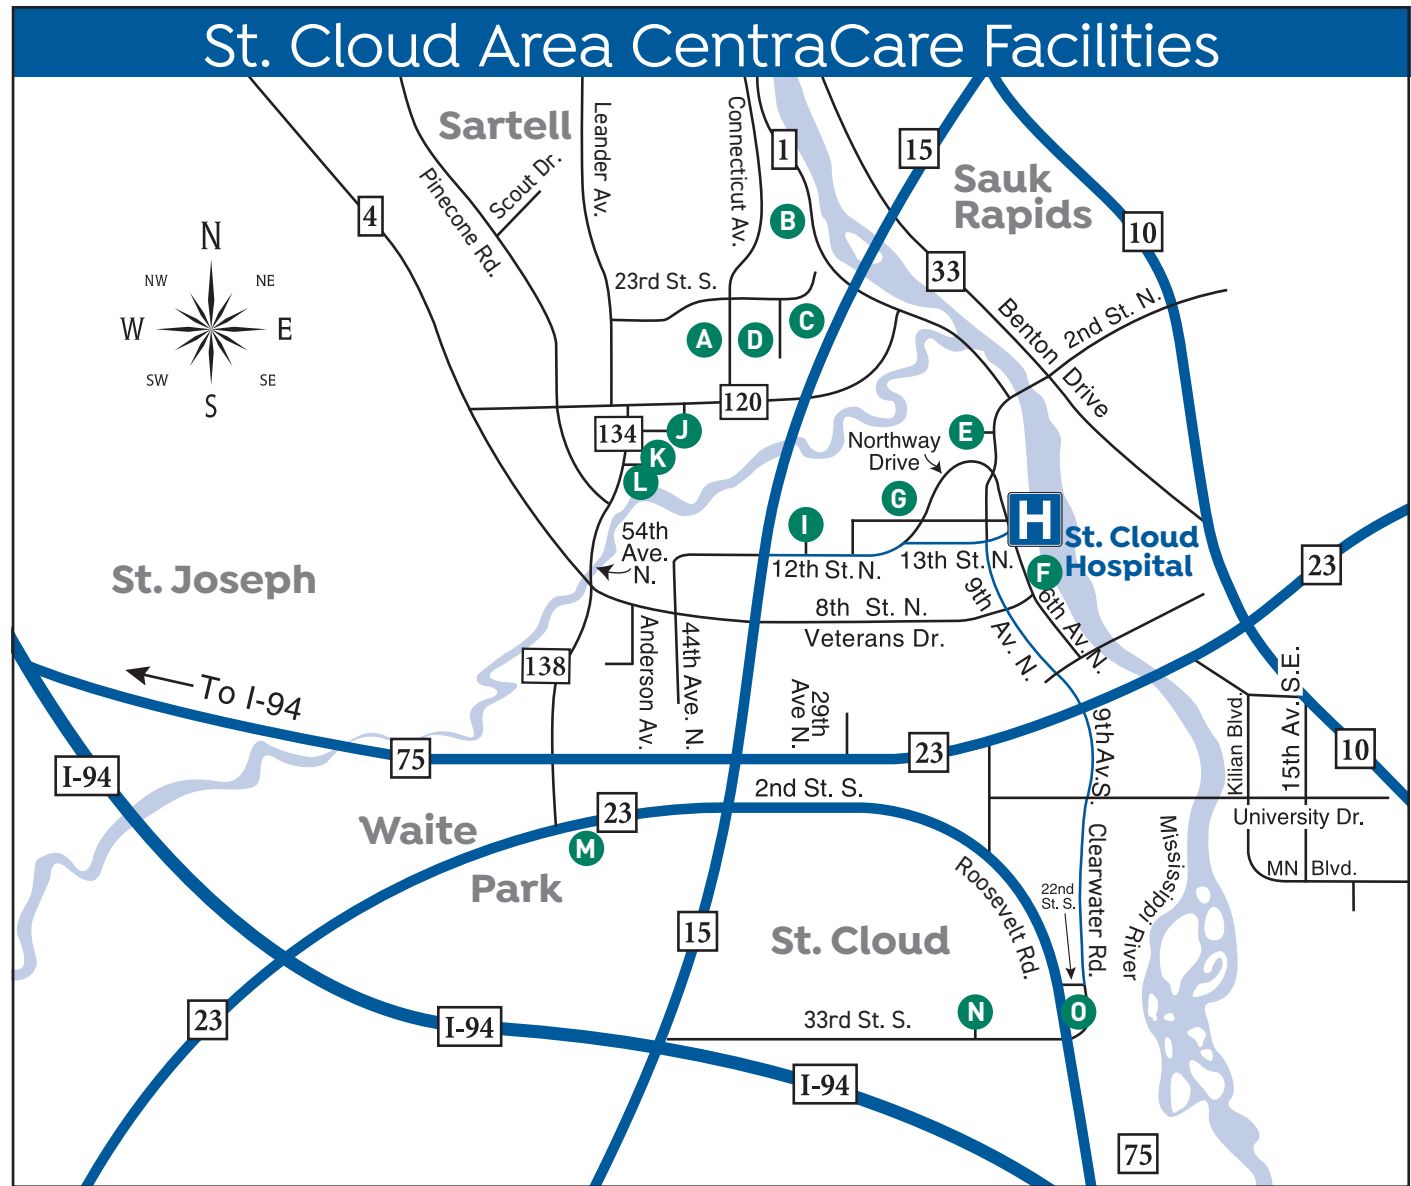 St. Cloud Area CentraCare Facilities
Sartell
Leander Av.
Connecticut Av.
1
15
Sauk
Rapids
Scout Dr.
Pinecone Rd.
4
B
10
N
NW
NE
W
E
SW
SE
S
23rd St. S.
33
Benton
Drive
2nd St. N.
A
D
C
120
134
J
K
L
Northway
Drive
E
G
H
St. Cloud
Hospital
I
54th
Ave.
N.
12th St. N.
13th St. N.
F
23
St. Joseph
8th St. N.
Veterans Dr.
9th
Av. N.
6th Av. N.
138
Anderson Av.
44th Ave. N.
29th
Ave N.
To I-94
I-94
75
23
9th Av. S.
Killian Blvd.
15th Av. S.E.
10
2nd St. S.
23
Waite
Park
M
University Dr.
MN Blvd.
Roosevelt Rd.
22nd
St. S.
Clearwater Rd.
Mississippi
River
15
St. Cloud
23
I-94
33rd St. S.
N
O
I-94
75